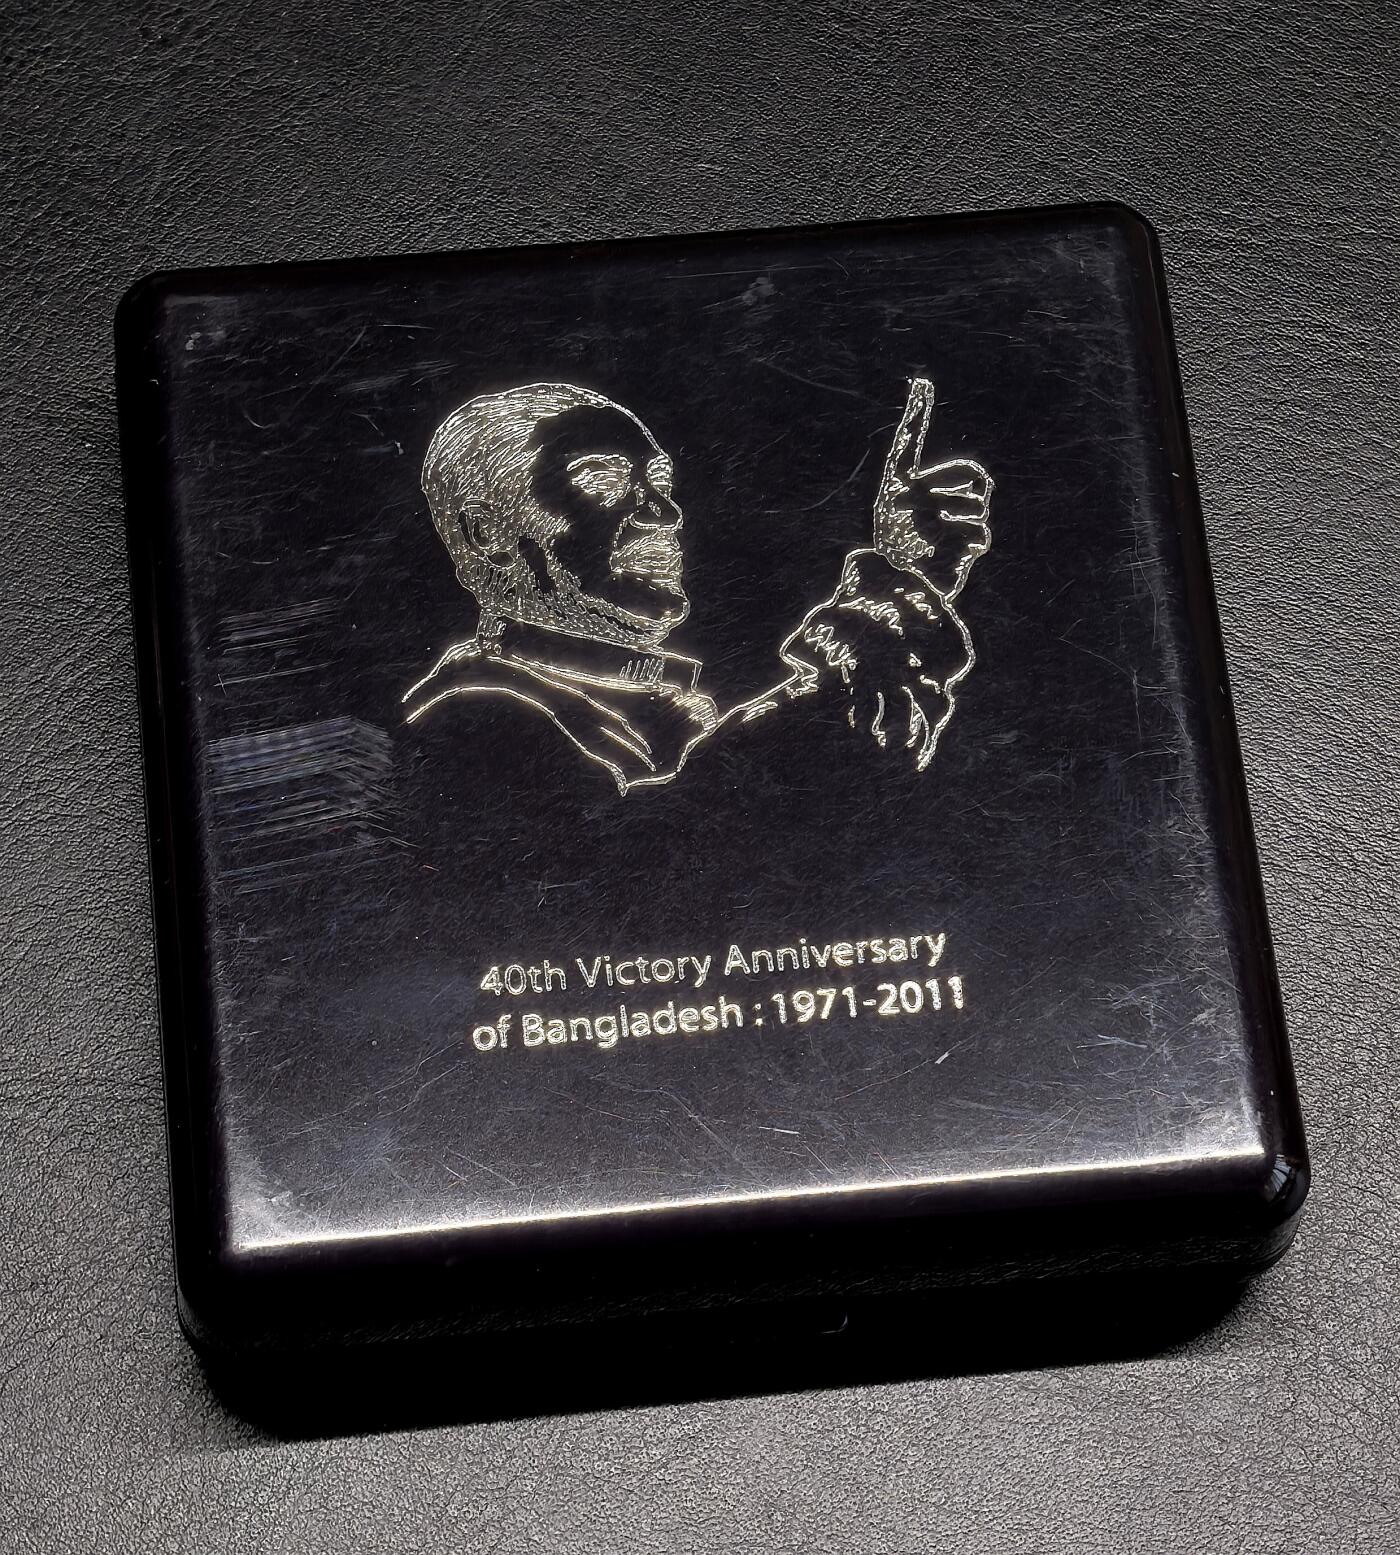 40th Victory Anniversary
of Bangladesh : 1971-2011